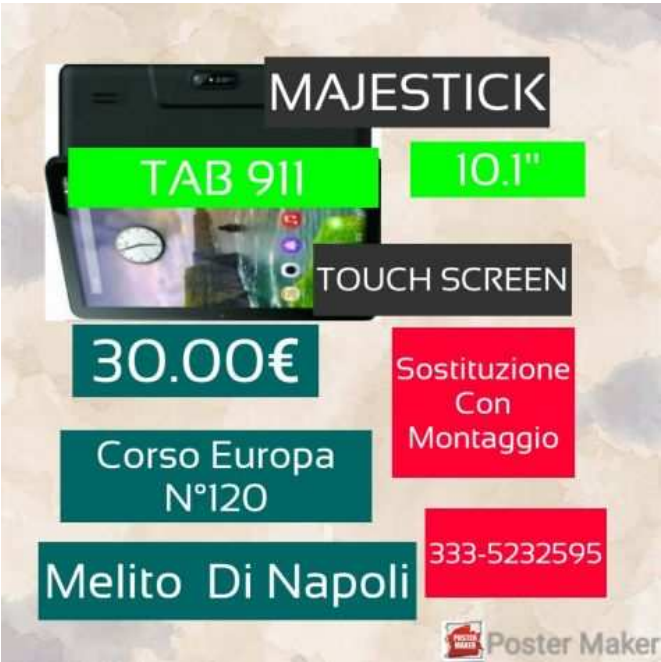 MAJESTICK
TAB 911
10.1"
TOUCH SCREEN
30.00€
Sostituzione
Con
Montaggio
Corso Europa
N°120
333-5232595
Melito Di Napoli
POSTER
MAKER
Poster Maker